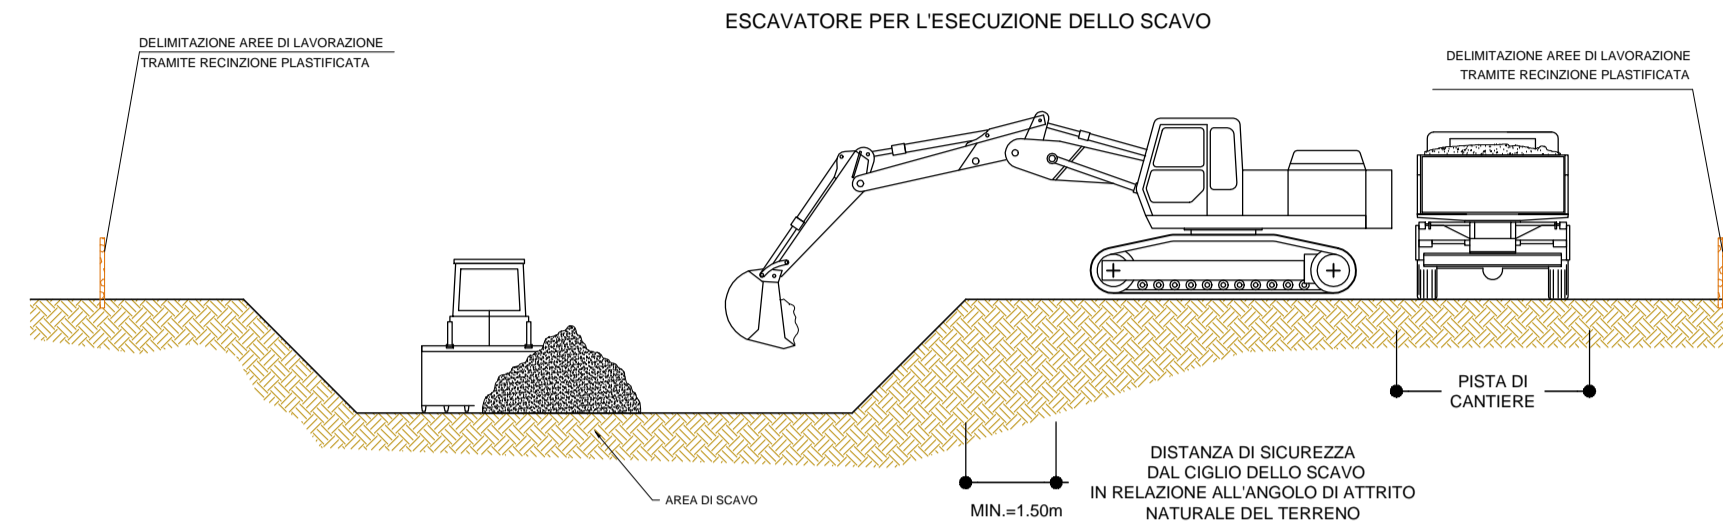 ESCAVATORE PER L'ESECUZIONE DELLO SCAVO
DELIMITAZIONE AREE DI LAVORAZIONE
TRAMITE RECINZIONE PLASTIFICATA
DELIMITAZIONE AREE DI LAVORAZIONE
TRAMITE RECINZIONE PLASTIFICATA
PISTA DI
CANTIERE
DISTANZA DI SICUREZZA
DAL CIGLIO DELLO SCAVO
IN RELAZIONE ALL'ANGOLO DI ATTRITO
NATURALE DEL TERRENO
MIN.=1.50m
AREA DI SCAVO